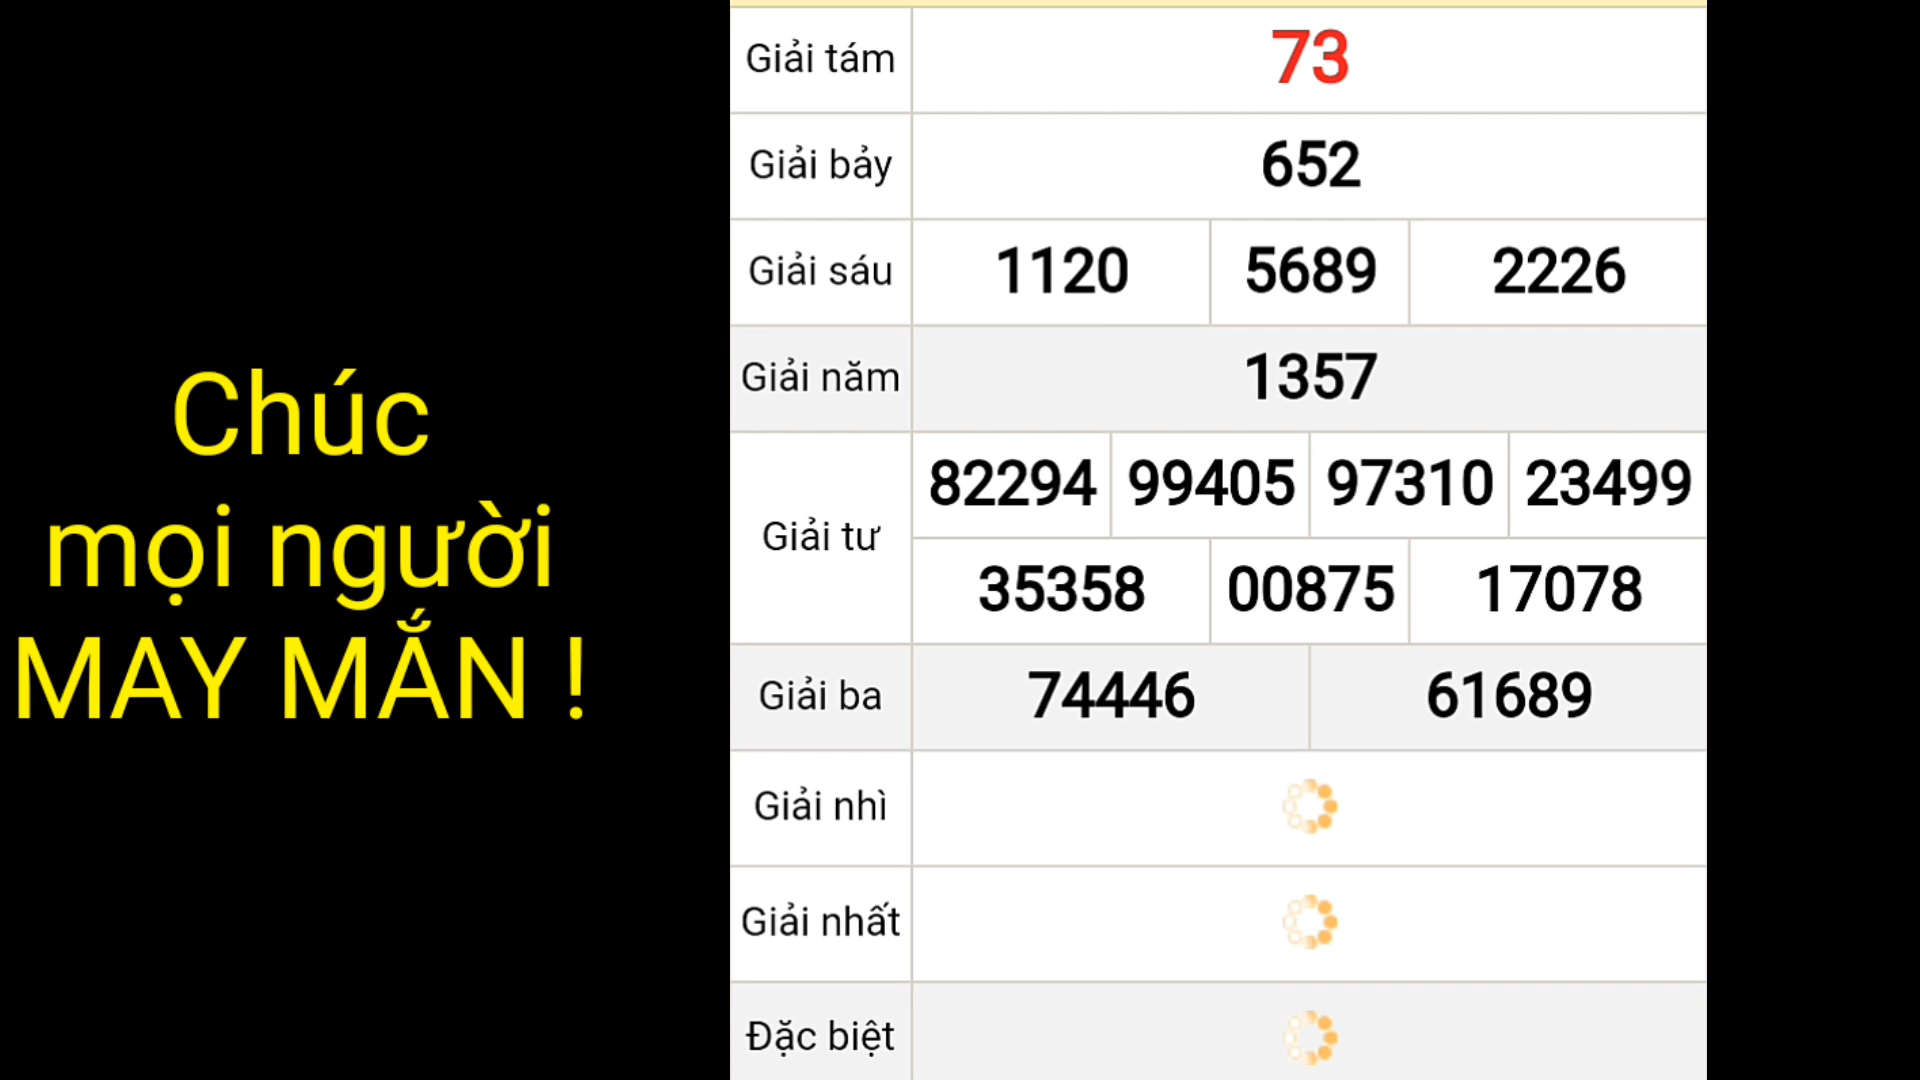 Chúc
mọi người
MAY MẮN !
Giải tám 73
Giải bảy 652
Giải sáu 1120 5689 2226
Giải năm 1357
Giải tư
82294 99405 97310 23499
35358 00875 17078
Giải ba 74446 61689
Giải nhì
Giải nhất
Đặc biệt